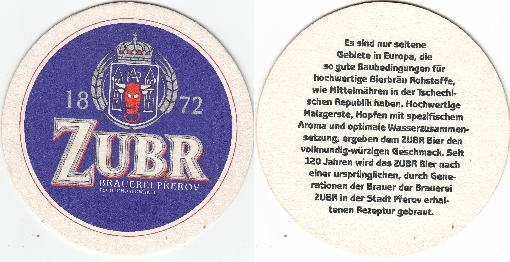 18 72
ZUBR
BRAUEREI PŘEROV
Es sind nur seltene
Gebiete in Europa, die
so gute Baubedingungen für
hochwertige Bierbräu Rohstoffe,
wie Mittelmähren in der Tschechi-
schen Republik haben. Hochwertige
Malzgerste, Hopfen mit spezifischem
Aroma und optimale Wasserzusammen-
setzung, ergeben dem ZUBR Bier den
vollmundig-würzigen Geschmack. Seit
120 Jahren wird das ZUBR Bier nach
einer ursprünglichen, durch Gene-
rationen der Brauer der Brauerei
ZUBR in der Stadt Přerov erhal-
tenen Rezeptur gebraut.